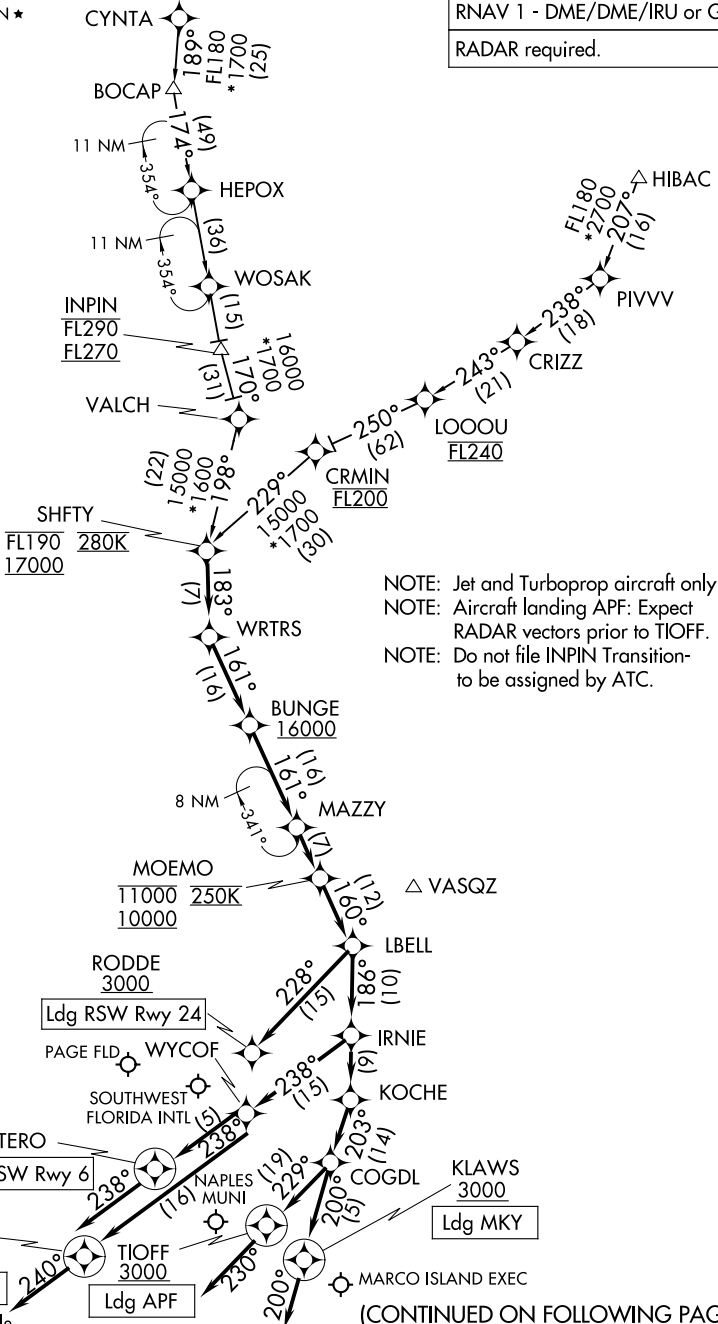 N★
CYNTA
RNAV 1 - DME/DME/IRU or G
RADAR required.
189°
FL180
*1700
(25)
BOCAP
(49)
174°
11 NM
354°
HEPOX
HIBAC
FL180
*2700
207°
(16)
(36)
11 NM
354°
WOSAK
PIVVV
(15)
238°
(18)
INPIN
FL290
FL270
16000
*1700
170°
(31)
CRIZZ
243°
(21)
VALCH
LOOOU
FL240
250°
(62)
(22)
15000
*1600
198°
CRMIN
FL200
229°
15000
*1700
(30)
SHFTY
FL190 280K
17000
183°
(7)
NOTE: Jet and Turboprop aircraft only
NOTE: Aircraft landing APF: Expect
RADAR vectors prior to TIOFF.
NOTE: Do not file INPIN Transition-
to be assigned by ATC.
WRTRS
161°
(16)
BUNGE
16000
(16)
161°
8 NM
341°
MAZZY
(7)
MOEMO
11000 250K
10000
(12)
160°
VASQZ
LBELL
RODDE
3000
Ldg RSW Rwy 24
228°
(15)
186°
(10)
IRNIE
PAGE FLD
WYCOF
238°
(15)
(9)
SOUTHWEST
FLORIDA INTL
KOCHE
(5)
238°
203°
(14)
TERO
SW Rwy 6
238°
(16)
NAPLES
MUNI
(19)
229°
COGDL
200°
(5)
KLAWS
3000
Ldg MKY
240°
TIOFF
3000
Ldg APF
230°
200°
MARCO ISLAND EXEC
(CONTINUED ON FOLLOWING PAG